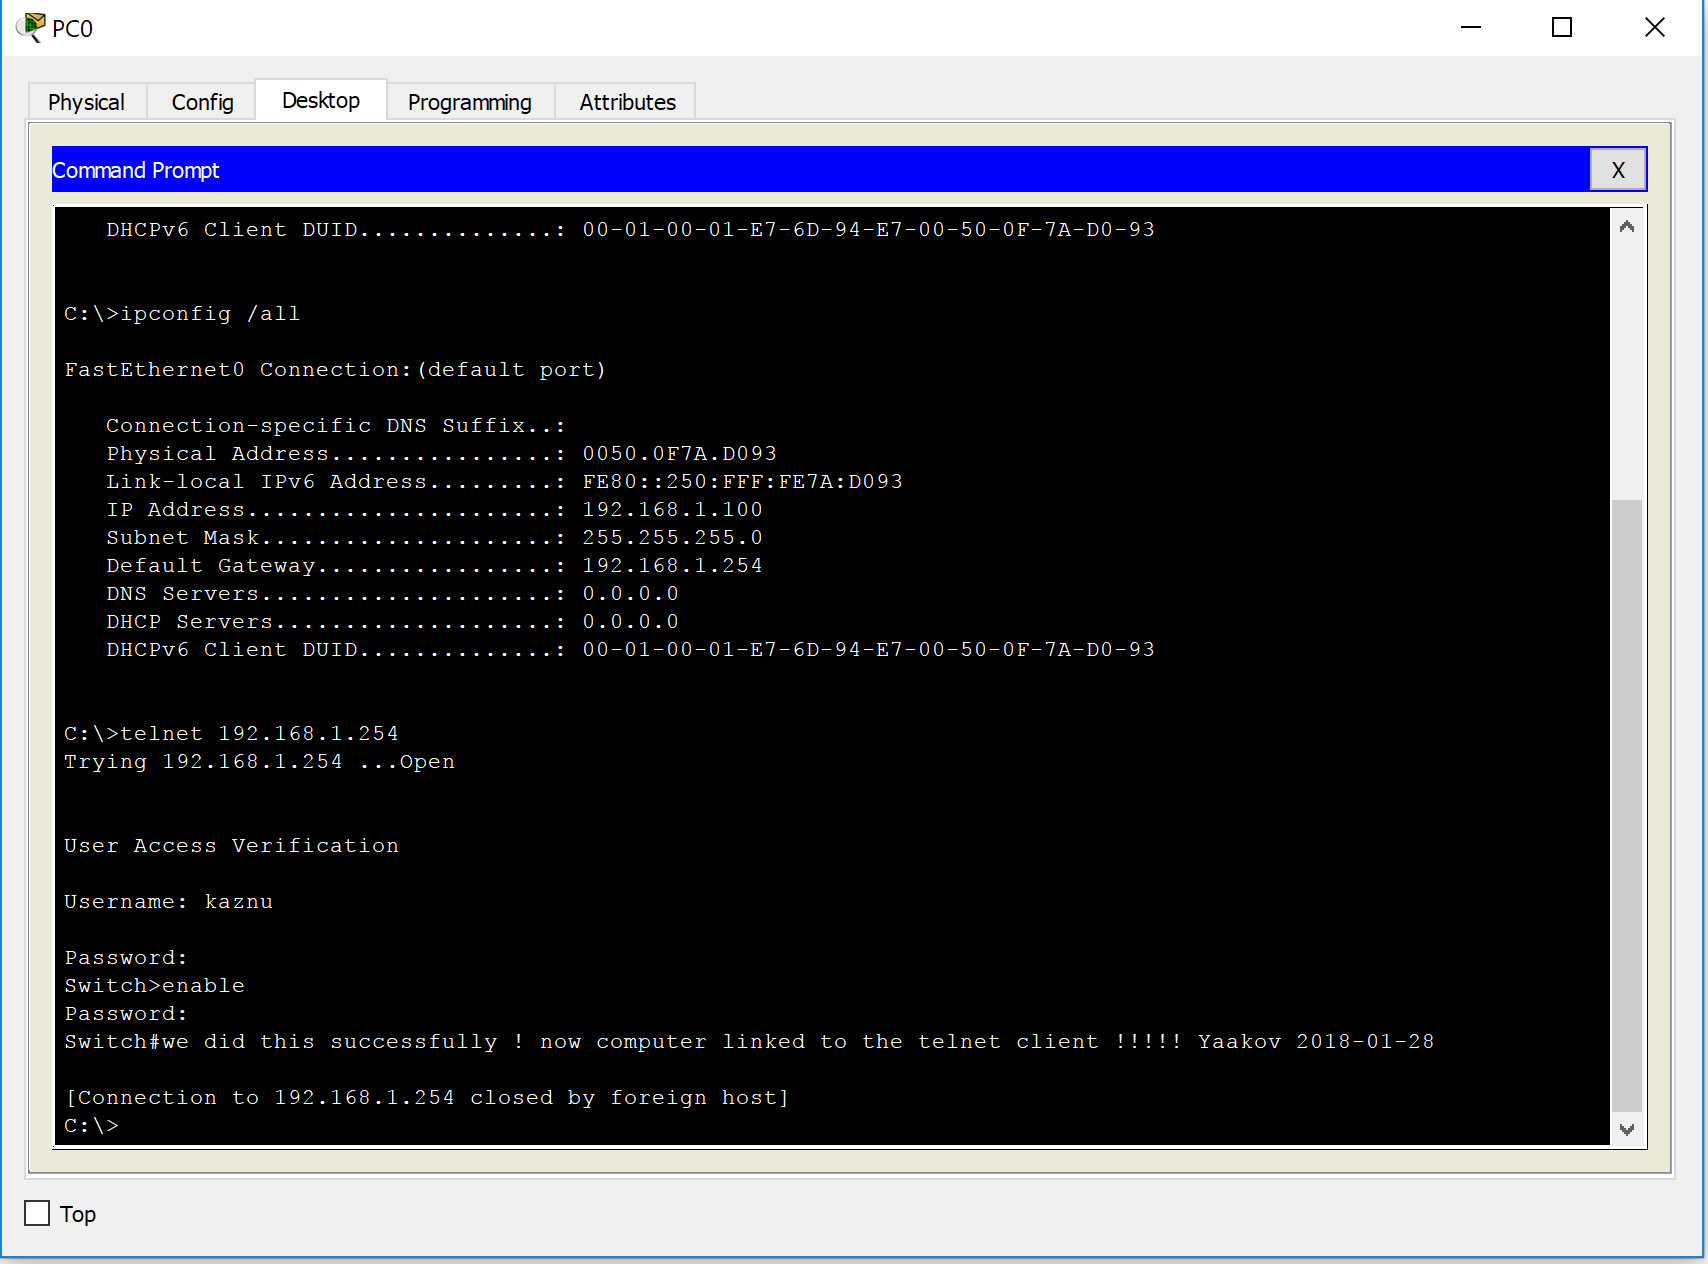 PC0
Physical Config Desktop Programming Attributes
Command Prompt X
DHCPv6 Client DUID..............: 00-01-00-01-E7-6D-94-E7-00-50-0F-7A-D0-93
C:\>ipconfig /all
FastEthernet0 Connection:(default port)
Connection-specific DNS Suffix..:
Physical Address................: 0050.0F7A.D093
Link-local IPv6 Address.........: FE80::250:FFF:FE7A:D093
IP Address......................: 192.168.1.100
Subnet Mask.....................: 255.255.255.0
Default Gateway.................: 192.168.1.254
DNS Servers.....................: 0.0.0.0
DHCP Servers....................: 0.0.0.0
DHCPv6 Client DUID..............: 00-01-00-01-E7-6D-94-E7-00-50-0F-7A-D0-93
C:\>telnet 192.168.1.254
Trying 192.168.1.254 ...Open
User Access Verification
Username: kaznu
Password:
Switch>enable
Password:
Switch#we did this successfully ! now computer linked to the telnet client !!!!! Yaakov 2018-01-28
[Connection to 192.168.1.254 closed by foreign host]
C:\>
Top